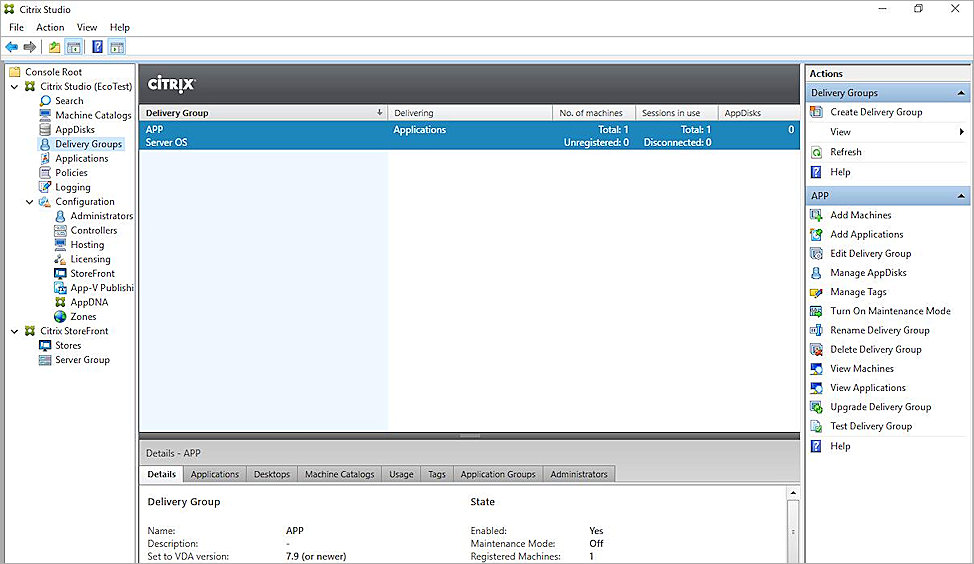 Citrix Studio
File Action View Help
Console Root
Citrix Studio (EcoTest)
Search
Machine Catalogs
AppDisks
Delivery Groups
Applications
Policies
Logging
Configuration
Administrators
Controllers
Hosting
Licensing
StoreFront
App-V Publishi
AppDNA
Zones
Citrix StoreFront
Stores
Server Group
CITRIX
Delivery Group Delivering No. of machines Sessions in use AppDisks
APP Applications Total: 1 Total: 1 0
Server OS Unregistered: 0 Disconnected: 0
Details - APP
Details Applications Desktops Machine Catalogs Usage Tags Application Groups Administrators
Delivery Group State
Name: APP Enabled: Yes
Description: - Maintenance Mode: Off
Set to VDA version: 7.9 (or newer) Registered Machines: 1
Actions
Delivery Groups
Create Delivery Group
View
Refresh
Help
APP
Add Machines
Add Applications
Edit Delivery Group
Manage AppDisks
Manage Tags
Turn On Maintenance Mode
Rename Delivery Group
Delete Delivery Group
View Machines
View Applications
Upgrade Delivery Group
Test Delivery Group
Help